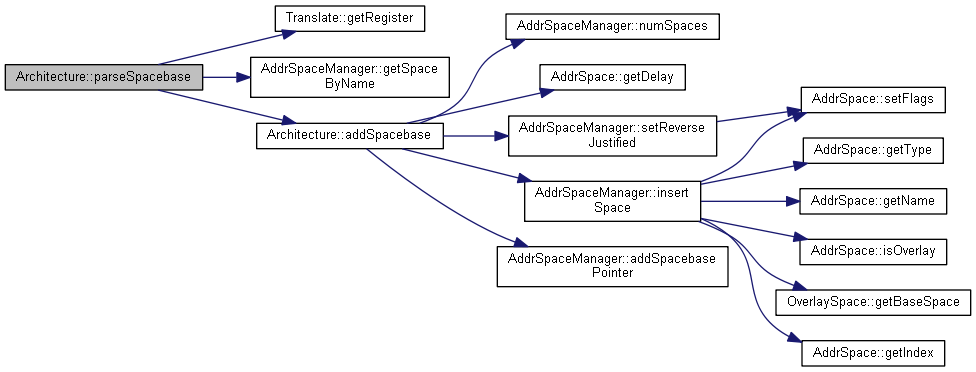 Translate::getRegister
AddrSpaceManager::numSpaces
Architecture::parseSpacebase
AddrSpaceManager::getSpace
ByName
AddrSpace::getDelay
AddrSpace::setFlags
Architecture::addSpacebase
AddrSpaceManager::setReverse
Justified
AddrSpace::getType
AddrSpaceManager::insert
Space
AddrSpace::getName
AddrSpace::isOverlay
AddrSpaceManager::addSpacebase
Pointer
OverlaySpace::getBaseSpace
AddrSpace::getIndex